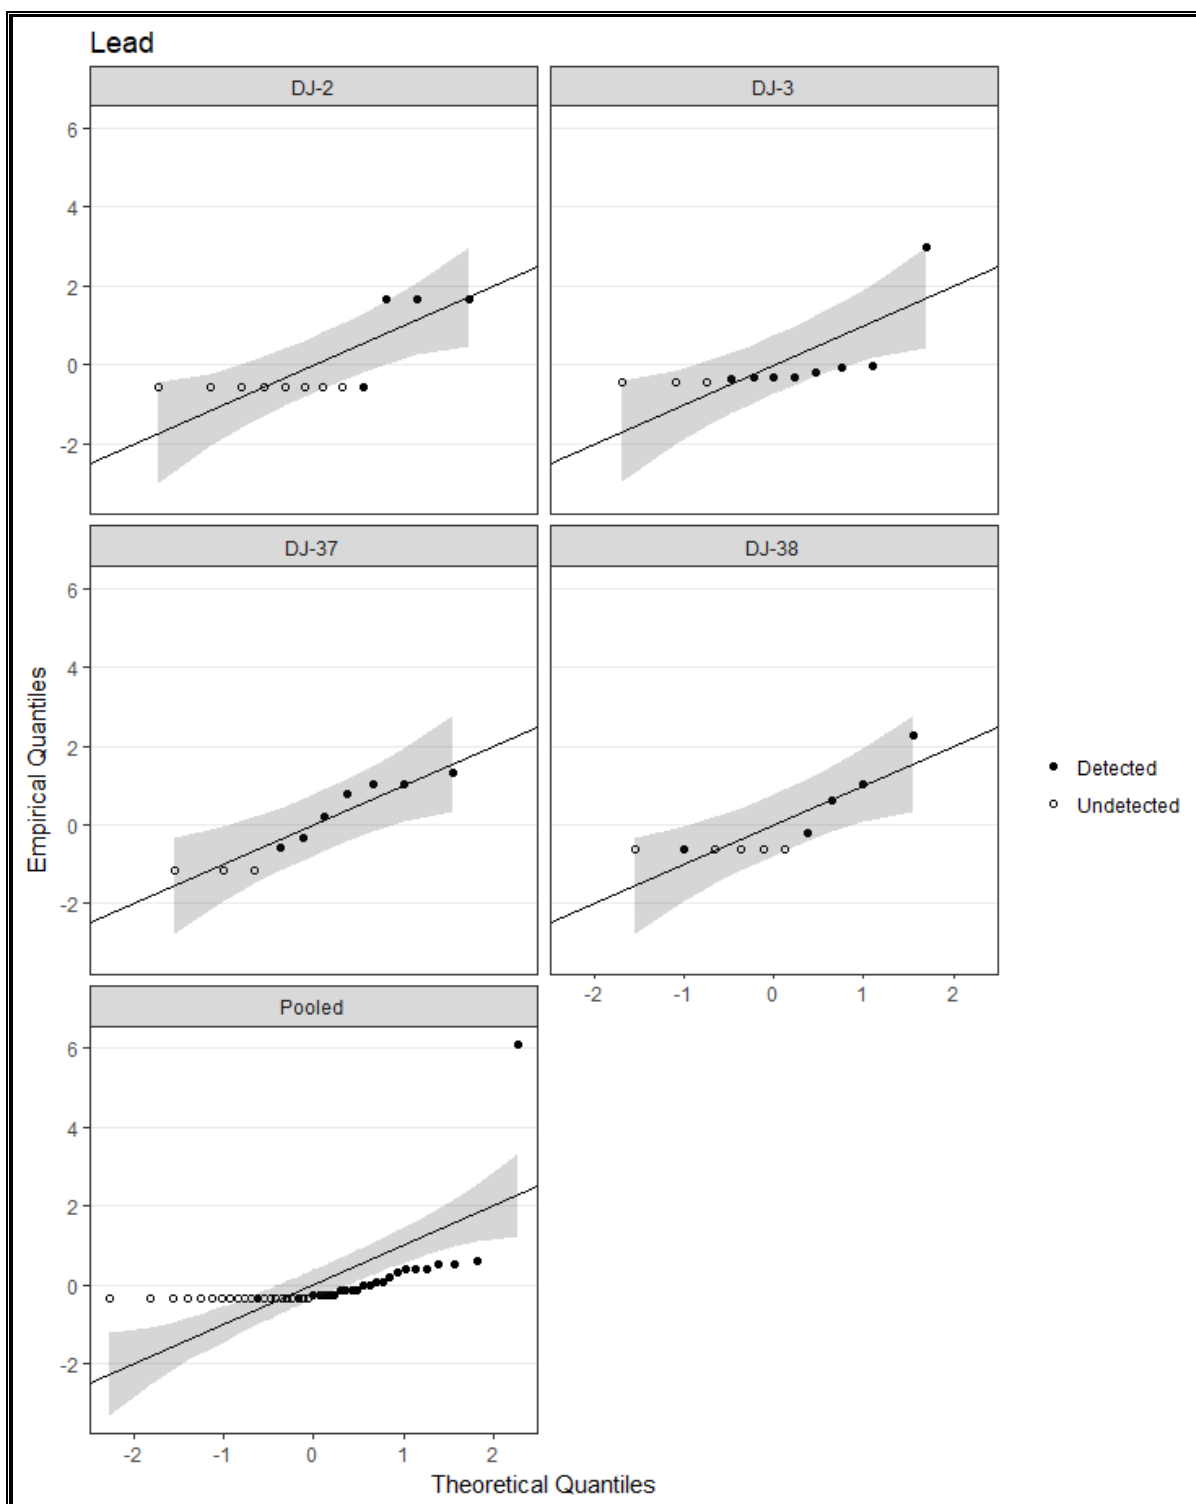 Lead
DJ-2
DJ-3
6
4
2
0
-2
DJ-37
DJ-38
6
4
2
0
-2
-2 -1 0 1 2
Pooled
6
4
2
0
-2
-2 -1 0 1 2
Empirical Quantiles
Theoretical Quantiles
Detected
Undetected